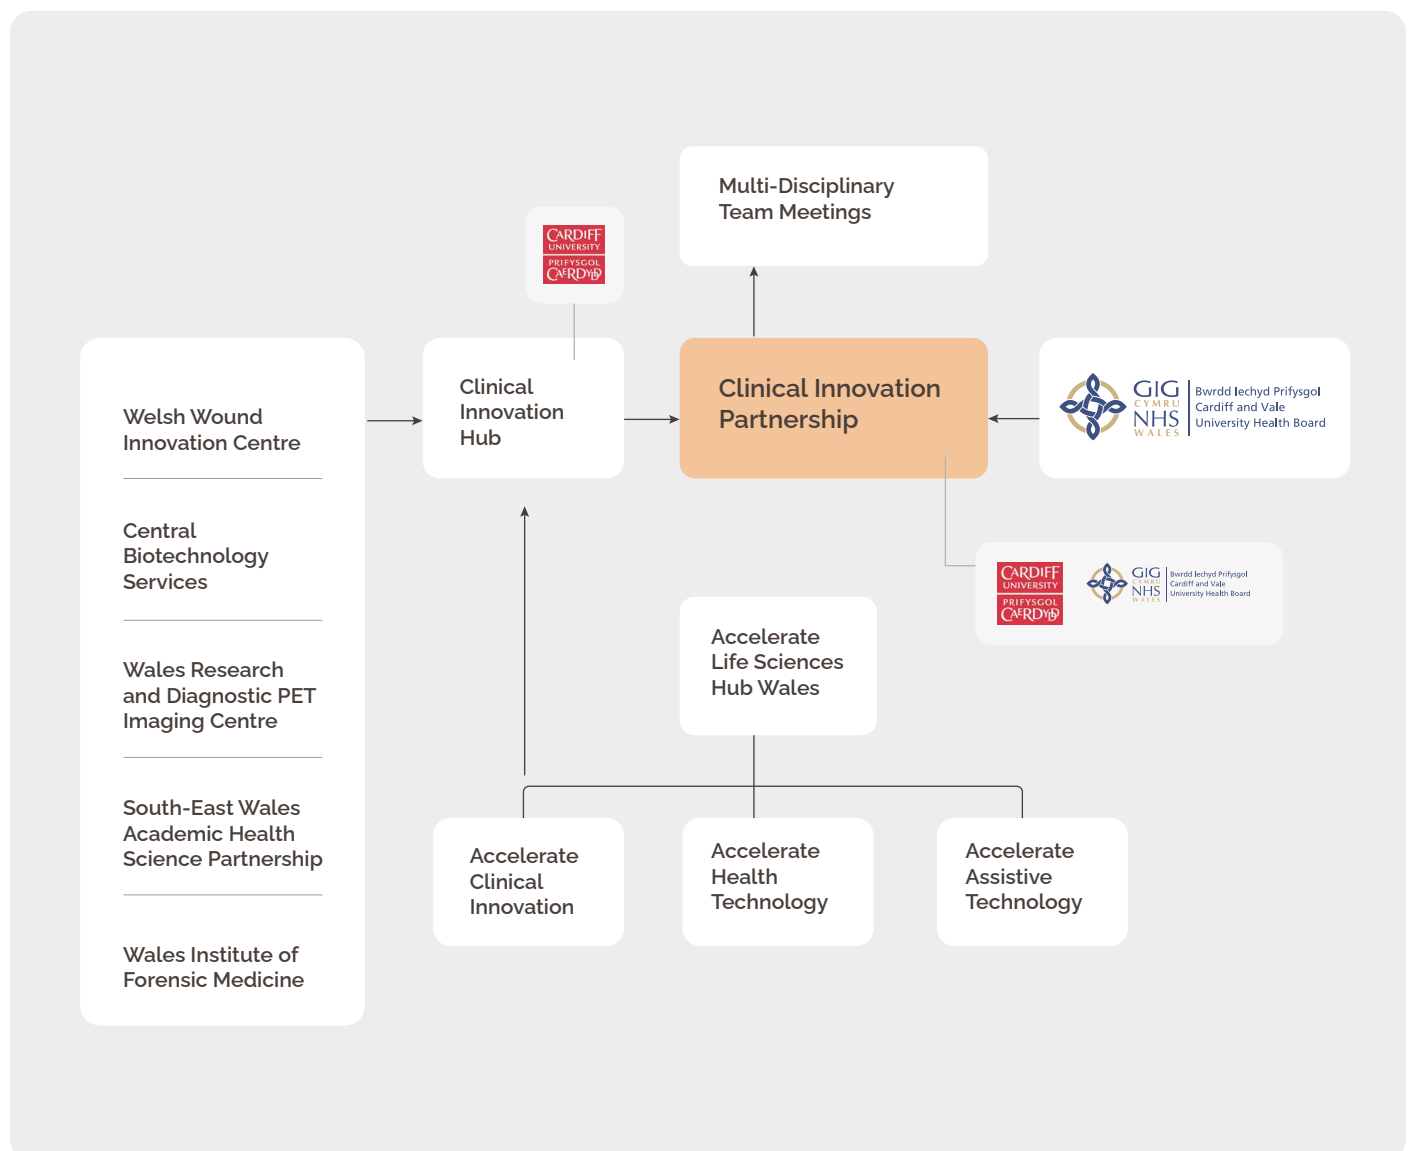 Multi-Disciplinary
Team Meetings
CARDIFF
UNIVERSITY
PRIFYSGOL
CAERDYDD
Welsh Wound
Innovation Centre
Central
Biotechnology
Services
Wales Research
and Diagnostic PET
Imaging Centre
South-East Wales
Academic Health
Science Partnership
Wales Institute of
Forensic Medicine
Clinical
Innovation
Hub
Clinical Innovation
Partnership
GIG
CYMRU
NHS
WALES
Bwrdd Iechyd Prifysgol
Cardiff and Vale
University Health Board
CARDIFF
UNIVERSITY
PRIFYSGOL
CAERDYDD
GIG
CYMRU
NHS
WALES
Bwrdd Iechyd Prifysgol
Cardiff and Vale
University Health Board
Accelerate
Life Sciences
Hub Wales
Accelerate
Clinical
Innovation
Accelerate
Health
Technology
Accelerate
Assistive
Technology